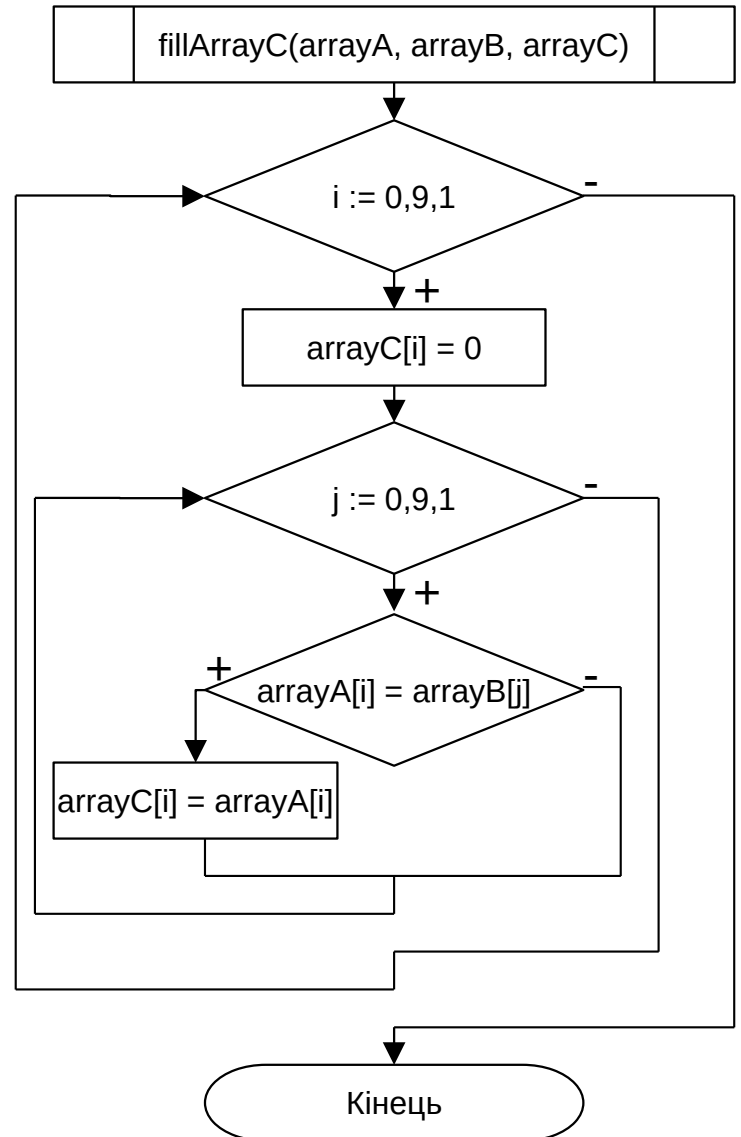 fillArrayC(arrayA, arrayB, arrayC)
i := 0,9,1
-
+
arrayC[i] = 0
j := 0,9,1
-
+
+
arrayA[i] = arrayB[j]
-
arrayC[i] = arrayA[i]
Кінець